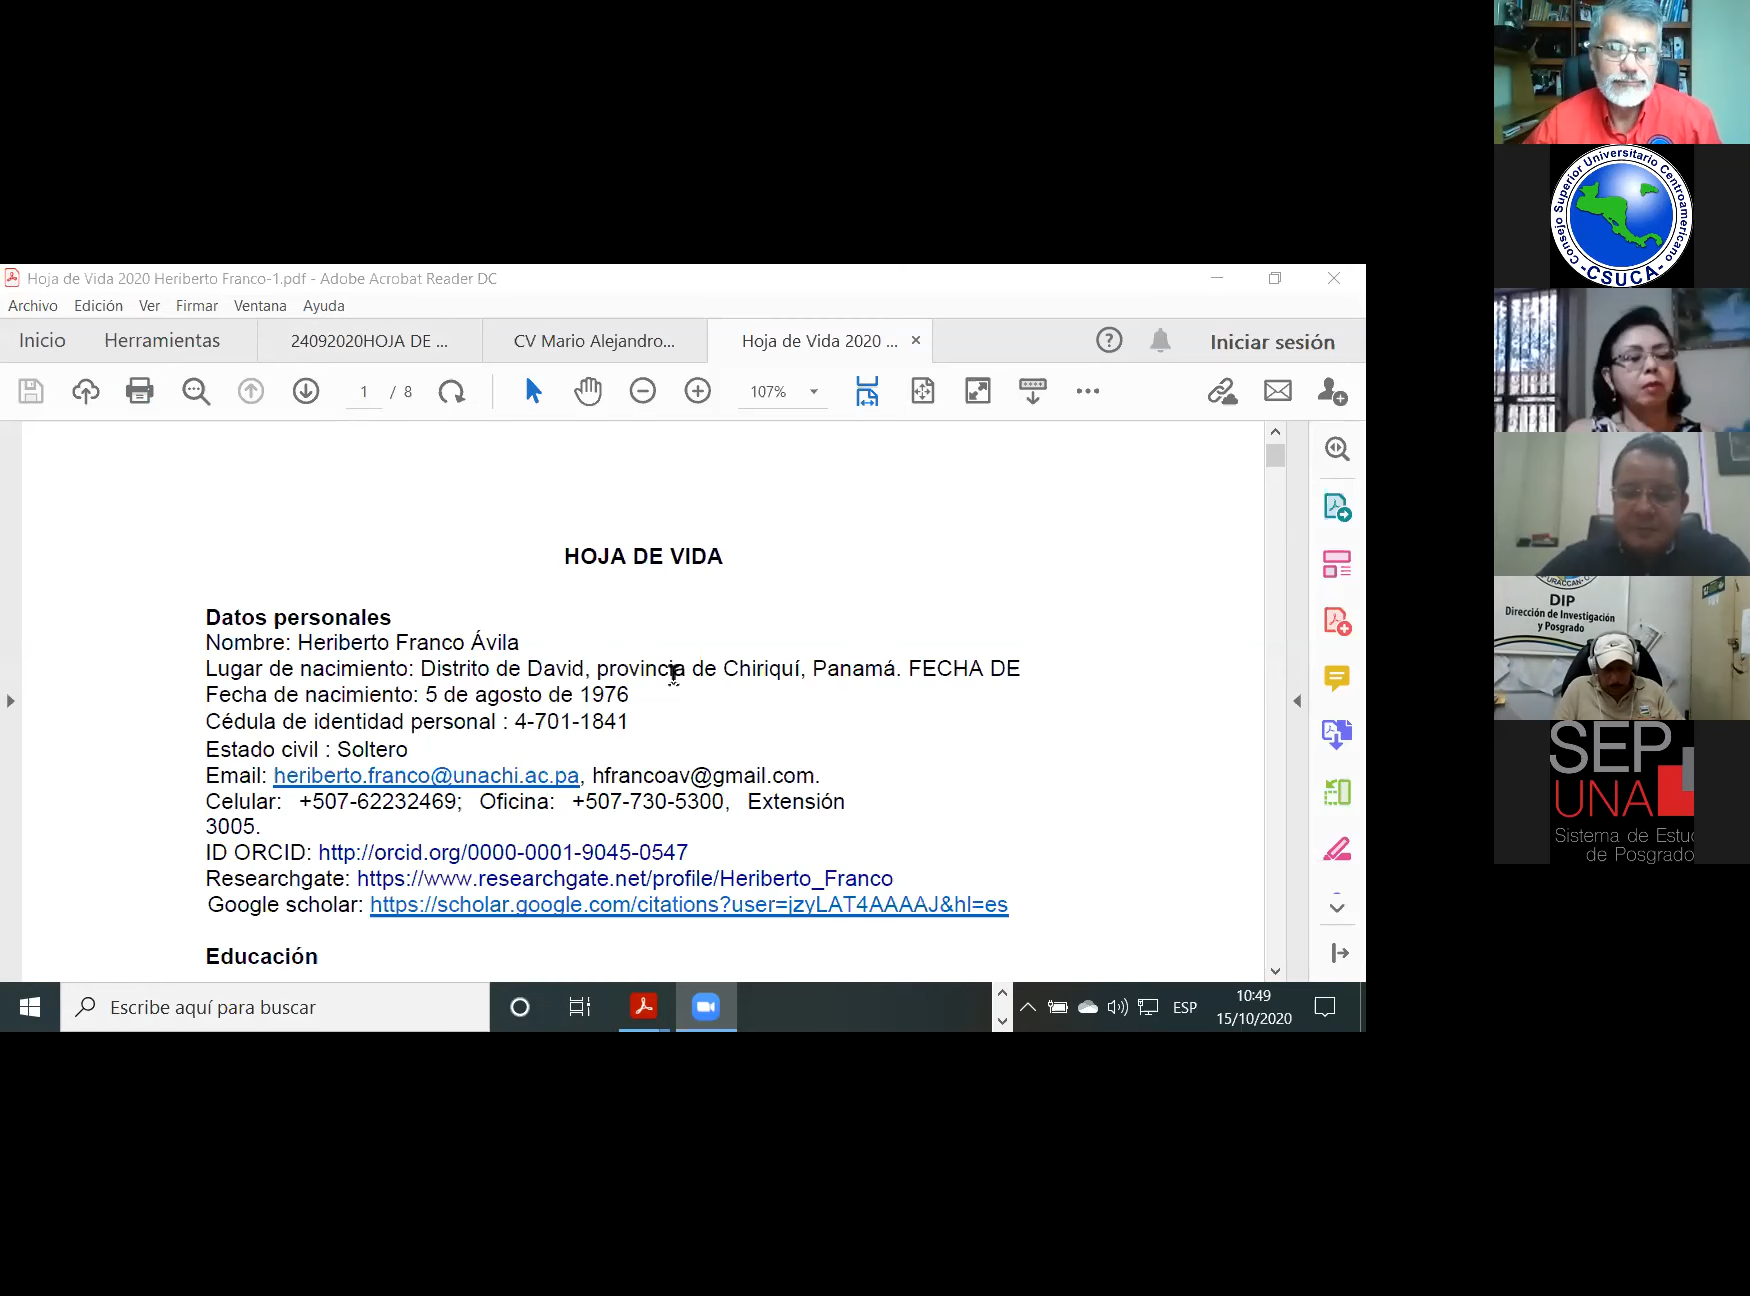 Hoja de Vida 2020 Heriberto Franco-1.pdf - Adobe Acrobat Reader DC
Archivo Edición Ver Firmar Ventana Ayuda
Inicio Herramientas 24092020HOJA DE ... CV Mario Alejandro... Hoja de Vida 2020 ... × Iniciar sesión
1 / 8 107%
HOJA DE VIDA
Datos personales
Nombre: Heriberto Franco Ávila
Lugar de nacimiento: Distrito de David, provincia de Chiriquí, Panamá. FECHA DE
Fecha de nacimiento: 5 de agosto de 1976
Cédula de identidad personal : 4-701-1841
Estado civil : Soltero
Email: heriberto.franco@unachi.ac.pa, hfrancoav@gmail.com.
Celular: +507-62232469; Oficina: +507-730-5300, Extensión
3005.
ID ORCID: http://orcid.org/0000-0001-9045-0547
Researchgate: https://www.researchgate.net/profile/Heriberto_Franco
Google scholar: https://scholar.google.com/citations?user=jzyLAT4AAAAJ&hl=es
Educación
Escribe aquí para buscar
ESP
10:49
15/10/2020
Consejo Superior Universitario Centroamericano
-CSUCA-
URACCAN
DIP
Dirección de Investigación
y Posgrado
SEP
UNA
Sistema de Estu
de Posgrado